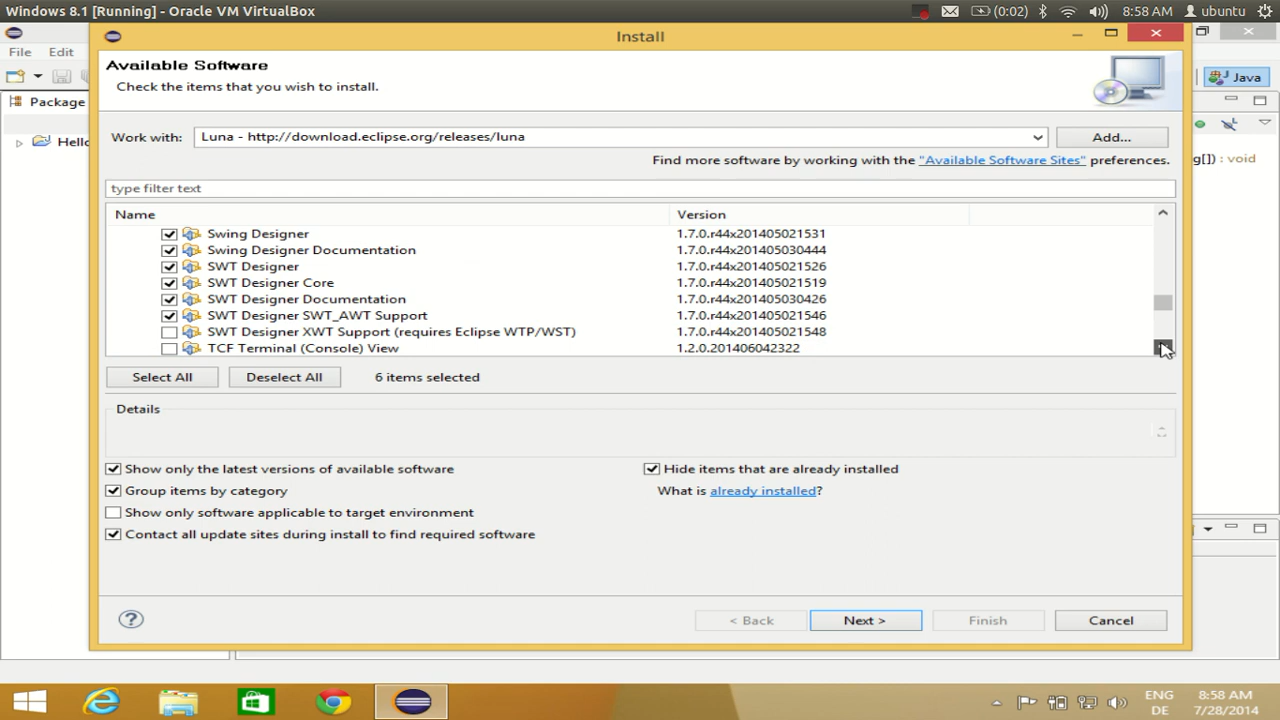 Windows 8.1 [Running] - Oracle VM VirtualBox
(0:02)
8:58 AM
ubuntu
Install
File
Edit
Available Software
Check the items that you wish to install.
Java
Package
Hello
Work with:
Luna - http://download.eclipse.org/releases/luna
Add...
Find more software by working with the "Available Software Sites" preferences.
g[]) : void
type filter text
Name
Version
Swing Designer 1.7.0.r44x201405021531
Swing Designer Documentation 1.7.0.r44x201405030444
SWT Designer 1.7.0.r44x201405021526
SWT Designer Core 1.7.0.r44x201405021519
SWT Designer Documentation 1.7.0.r44x201405030426
SWT Designer SWT_AWT Support 1.7.0.r44x201405021546
SWT Designer XWT Support (requires Eclipse WTP/WST) 1.7.0.r44x201405021548
TCF Terminal (Console) View 1.2.0.201406042322
Select All
Deselect All
6 items selected
Details
Show only the latest versions of available software
Hide items that are already installed
Group items by category
What is already installed?
Show only software applicable to target environment
Contact all update sites during install to find required software
?
< Back
Next >
Finish
Cancel
ENG
DE
8:58 AM
7/28/2014